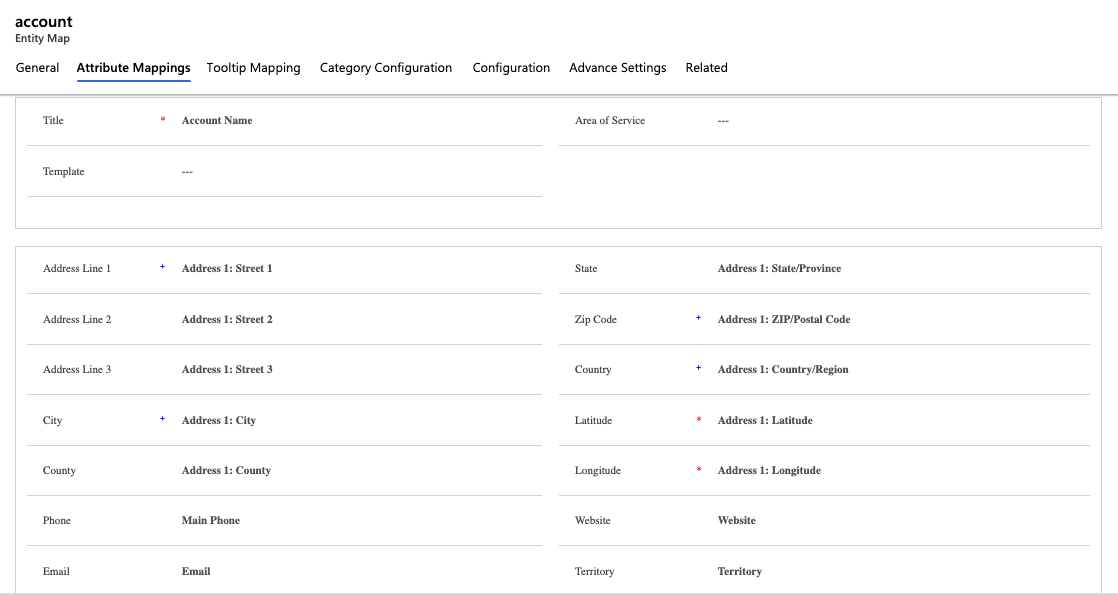 account
Entity Map
General Attribute Mappings Tooltip Mapping Category Configuration Configuration Advance Settings Related
Title * Account Name Area of Service ---
Template ---
Address Line 1 + Address 1: Street 1 State Address 1: State/Province
Address Line 2 Address 1: Street 2 Zip Code + Address 1: ZIP/Postal Code
Address Line 3 Address 1: Street 3 Country + Address 1: Country/Region
City + Address 1: City Latitude * Address 1: Latitude
County Address 1: County Longitude * Address 1: Longitude
Phone Main Phone Website Website
Email Email Territory Territory